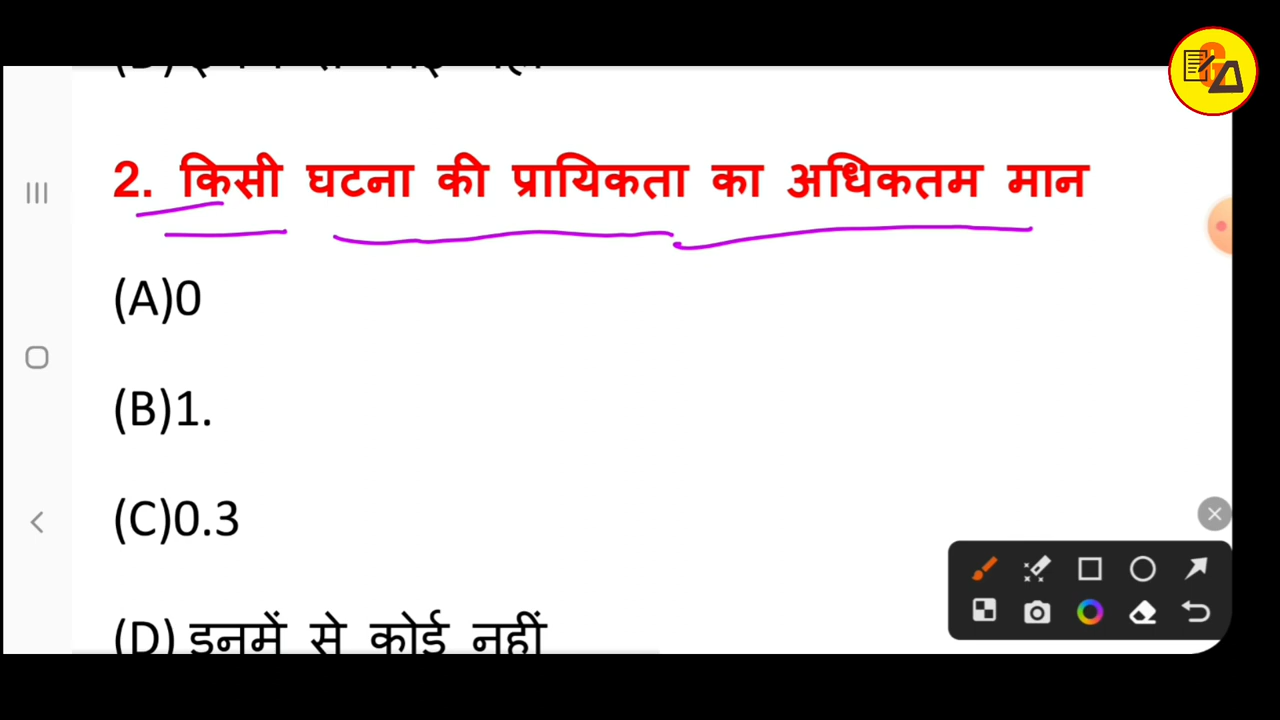 2. किसी घटना की प्रायिकता का अधिकतम मान
(A)0
(B)1.
(C)0.3
(D) इनमें से कोई नहीं